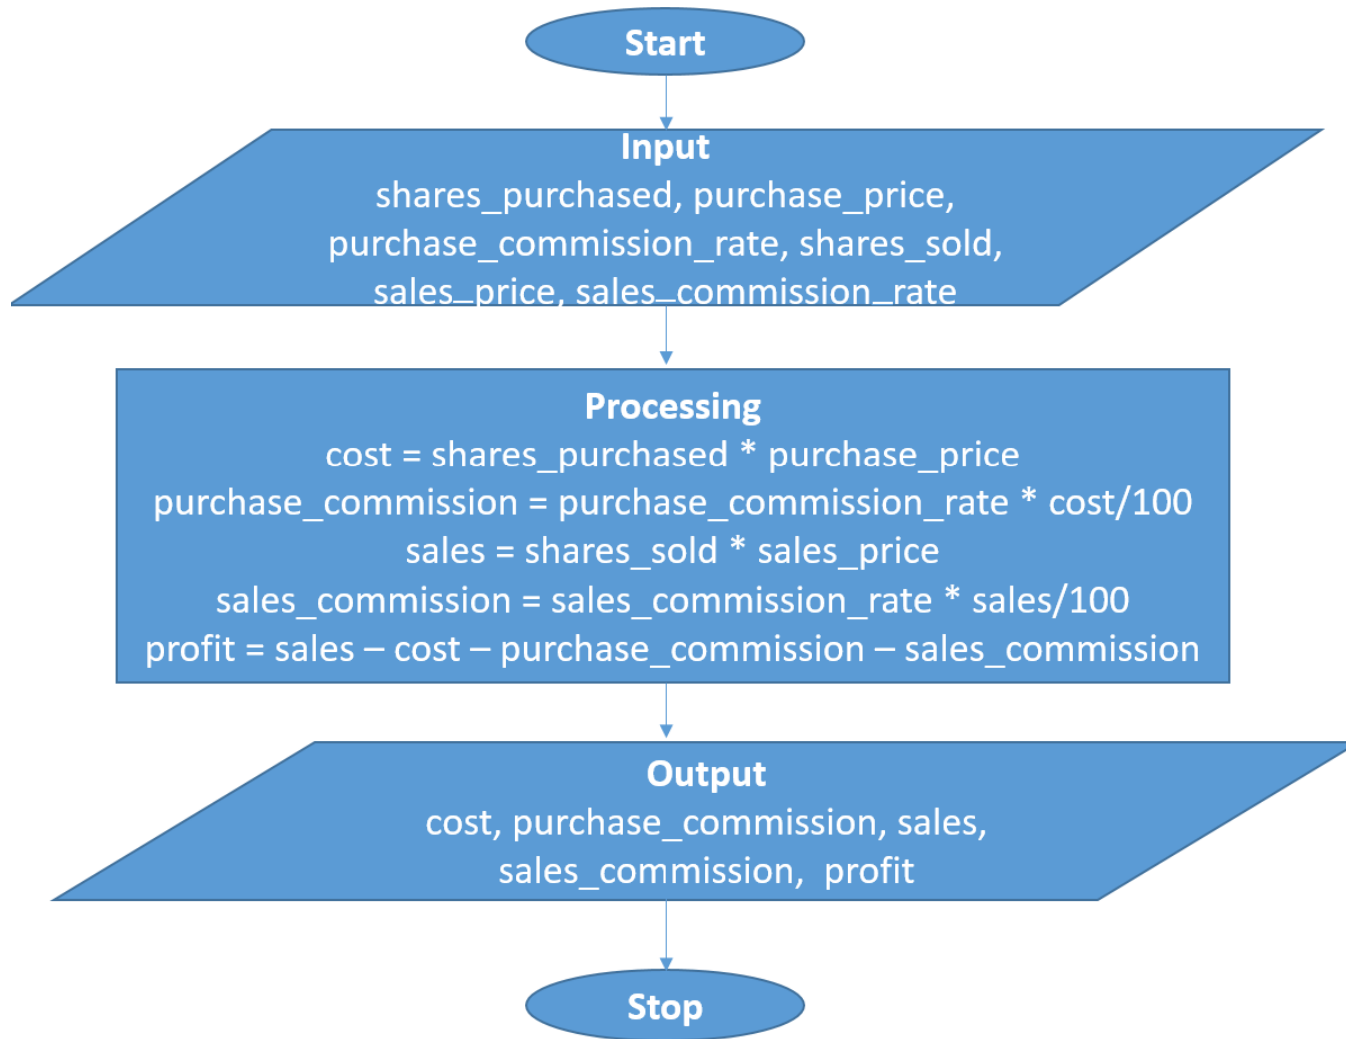 Start
Input
shares_purchased, purchase_price,
purchase_commission_rate, shares_sold,
sales_price, sales_commission_rate
Processing
cost = shares_purchased * purchase_price
purchase_commission = purchase_commission_rate * cost/100
sales = shares_sold * sales_price
sales_commission = sales_commission_rate * sales/100
profit = sales – cost – purchase_commission – sales_commission
Output
cost, purchase_commission, sales,
sales_commission,  profit
Stop